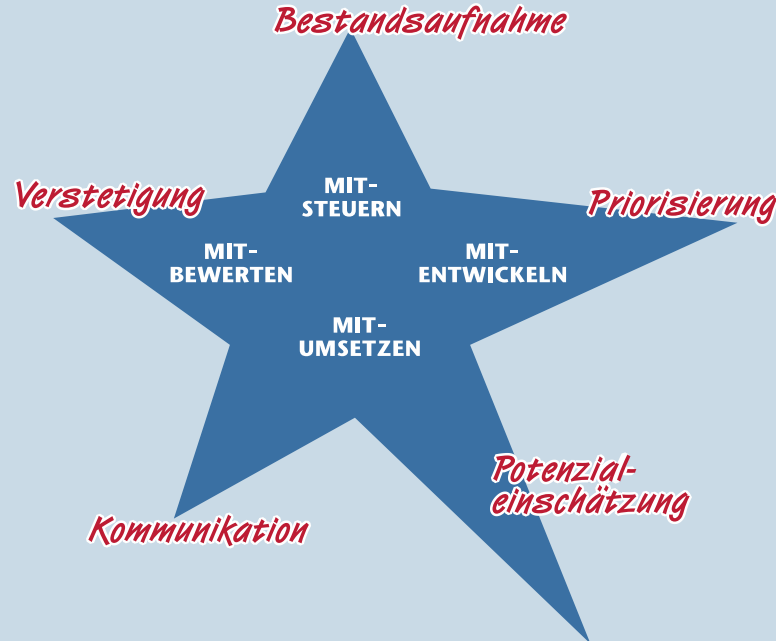 Bestandsaufnahme
Verstetigung
MIT-
STEUERN
Priorisierung
MIT-
BEWERTEN
MIT-
ENTWICKELN
MIT-
UMSETZEN
Potenzial-
einschätzung
Kommunikation